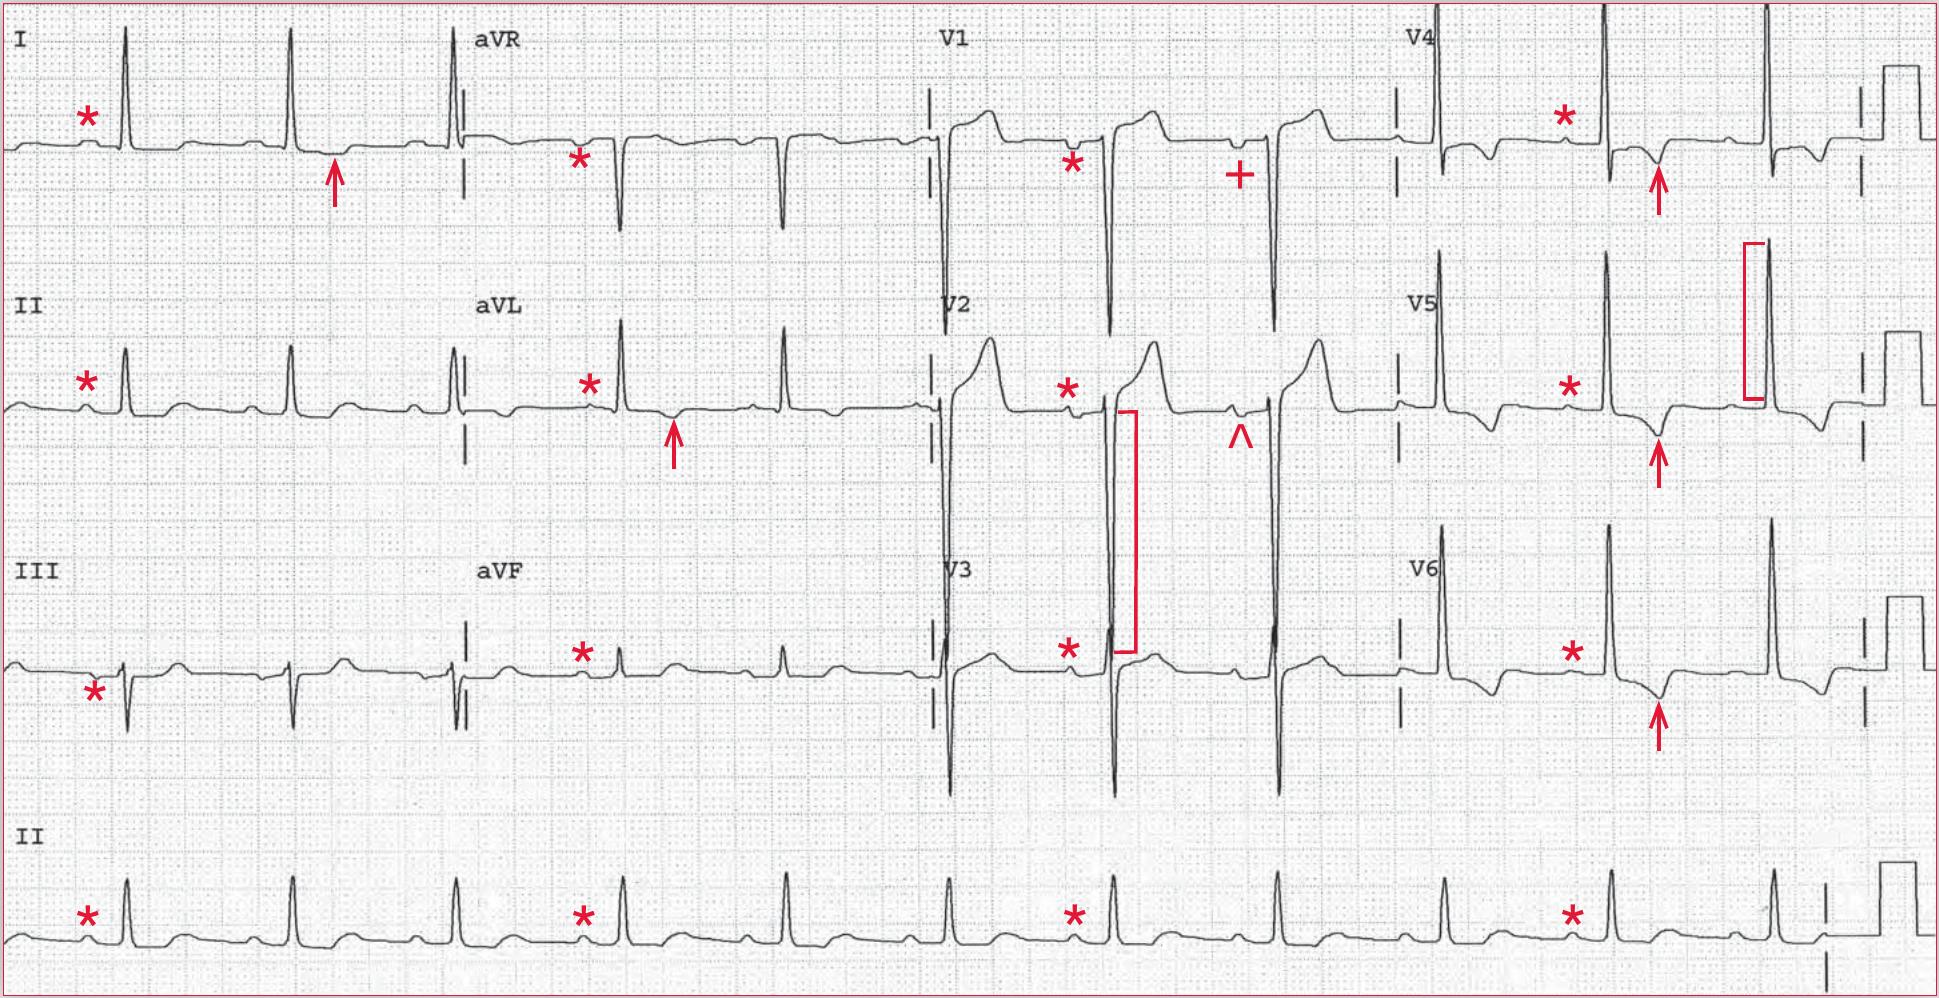 I aVR V1 V4
* * * + *
II aVL V2 V5
* * * ^ *
III aVF V3 V6
* * * *
II
* * * *